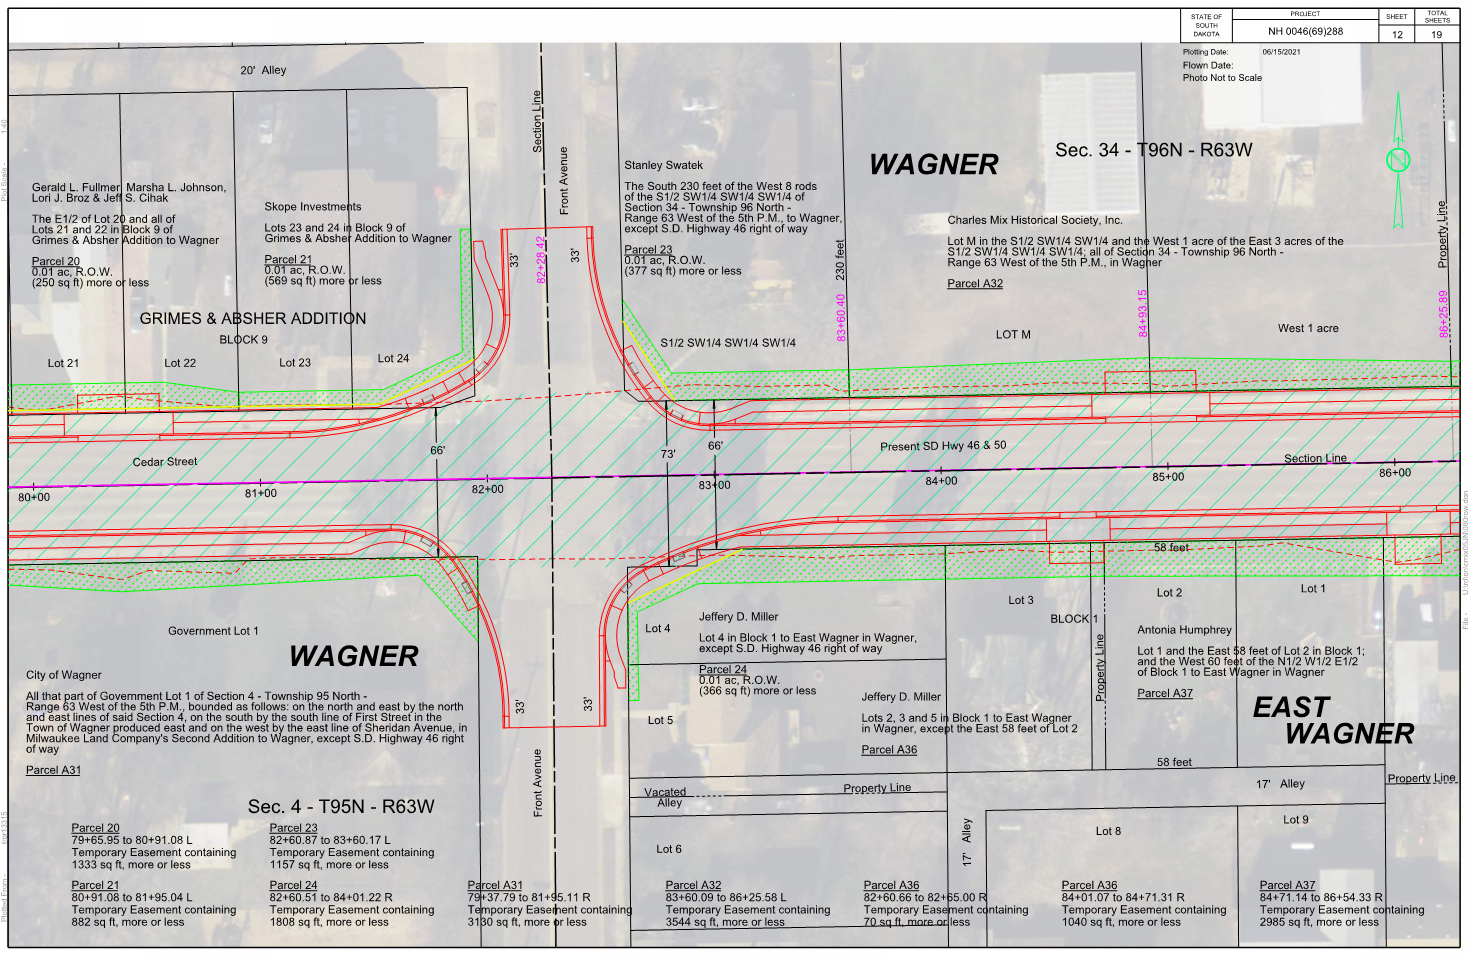 STATE OF
SOUTH
DAKOTA
PROJECT
NH 0046(69)288
SHEET
12
TOTAL
SHEETS
19
Plotting Date: 06/15/2021
Flown Date:
Photo Not to Scale
20' Alley
Section Line
Front Avenue
Gerald L. Fullmer, Marsha L. Johnson,
Lori J. Broz & Jeff S. Cihak
The E1/2 of Lot 20 and all of
Lots 21 and 22 in Block 9 of
Grimes & Absher Addition to Wagner
Parcel 20
0.01 ac, R.O.W.
(250 sq ft) more or less
Skope Investments
Lots 23 and 24 in Block 9 of
Grimes & Absher Addition to Wagner
Parcel 21
0.01 ac, R.O.W.
(569 sq ft) more or less
GRIMES & ABSHER ADDITION
BLOCK 9
Lot 21
Lot 22
Lot 23
Lot 24
33'
82+28.42
33'
Stanley Swatek
The South 230 feet of the West 8 rods
of the S1/2 SW1/4 SW1/4 SW1/4 of
Section 34 - Township 96 North -
Range 63 West of the 5th P.M., to Wagner,
except S.D. Highway 46 right of way
Parcel 23
0.01 ac, R.O.W.
(377 sq ft) more or less
S1/2 SW1/4 SW1/4 SW1/4
230 feet
83+60.40
WAGNER
Sec. 34 - T96N - R63W
Charles Mix Historical Society, Inc.
Lot M in the S1/2 SW1/4 SW1/4 and the West 1 acre of the East 3 acres of the
S1/2 SW1/4 SW1/4 SW1/4; all of Section 34 - Township 96 North -
Range 63 West of the 5th P.M., in Wagner
Parcel A32
LOT M
84+93.15
West 1 acre
Property Line
86+25.89
Cedar Street
66'
73'
66'
Present SD Hwy 46 & 50
Section Line
80+00
81+00
82+00
83+00
84+00
85+00
86+00
58 feet
Government Lot 1
WAGNER
City of Wagner
All that part of Government Lot 1 of Section 4 - Township 95 North -
Range 63 West of the 5th P.M., bounded as follows: on the north and east by the north
and east lines of said Section 4, on the south by the south line of First Street in the
Town of Wagner produced east and on the west by the east line of Sheridan Avenue, in
Milwaukee Land Company's Second Addition to Wagner, except S.D. Highway 46 right
of way
Parcel A31
Sec. 4 - T95N - R63W
33'
33'
Front Avenue
Lot 4
Jeffery D. Miller
Lot 4 in Block 1 to East Wagner in Wagner,
except S.D. Highway 46 right of way
Parcel 24
0.01 ac, R.O.W.
(366 sq ft) more or less
Lot 5
Jeffery D. Miller
Lots 2, 3 and 5 in Block 1 to East Wagner
in Wagner, except the East 58 feet of Lot 2
Parcel A36
Lot 3
BLOCK 1
Property Line
Lot 2
Lot 1
Antonia Humphrey
Lot 1 and the East 58 feet of Lot 2 in Block 1;
and the West 60 feet of the N1/2 W1/2 E1/2
of Block 1 to East Wagner in Wagner
Parcel A37
EAST
WAGNER
58 feet
Vacated
Alley
Property Line
17' Alley
Property Line
Lot 6
17' Alley
Lot 8
Lot 9
Parcel 20
79+65.95 to 80+91.08 L
Temporary Easement containing
1333 sq ft, more or less
Parcel 23
82+60.87 to 83+60.17 L
Temporary Easement containing
1157 sq ft, more or less
Parcel 21
80+91.08 to 81+95.04 L
Temporary Easement containing
882 sq ft, more or less
Parcel 24
82+60.51 to 84+01.22 R
Temporary Easement containing
1808 sq ft, more or less
Parcel A31
79+37.79 to 81+95.11 R
Temporary Easement containing
3130 sq ft, more or less
Parcel A32
83+60.09 to 86+25.58 L
Temporary Easement containing
3544 sq ft, more or less
Parcel A36
82+60.66 to 82+65.00 R
Temporary Easement containing
70 sq ft, more or less
Parcel A36
84+01.07 to 84+71.31 R
Temporary Easement containing
1040 sq ft, more or less
Parcel A37
84+71.14 to 86+54.33 R
Temporary Easement containing
2985 sq ft, more or less
Plot Scale - 1:40
Plotted From -
File -